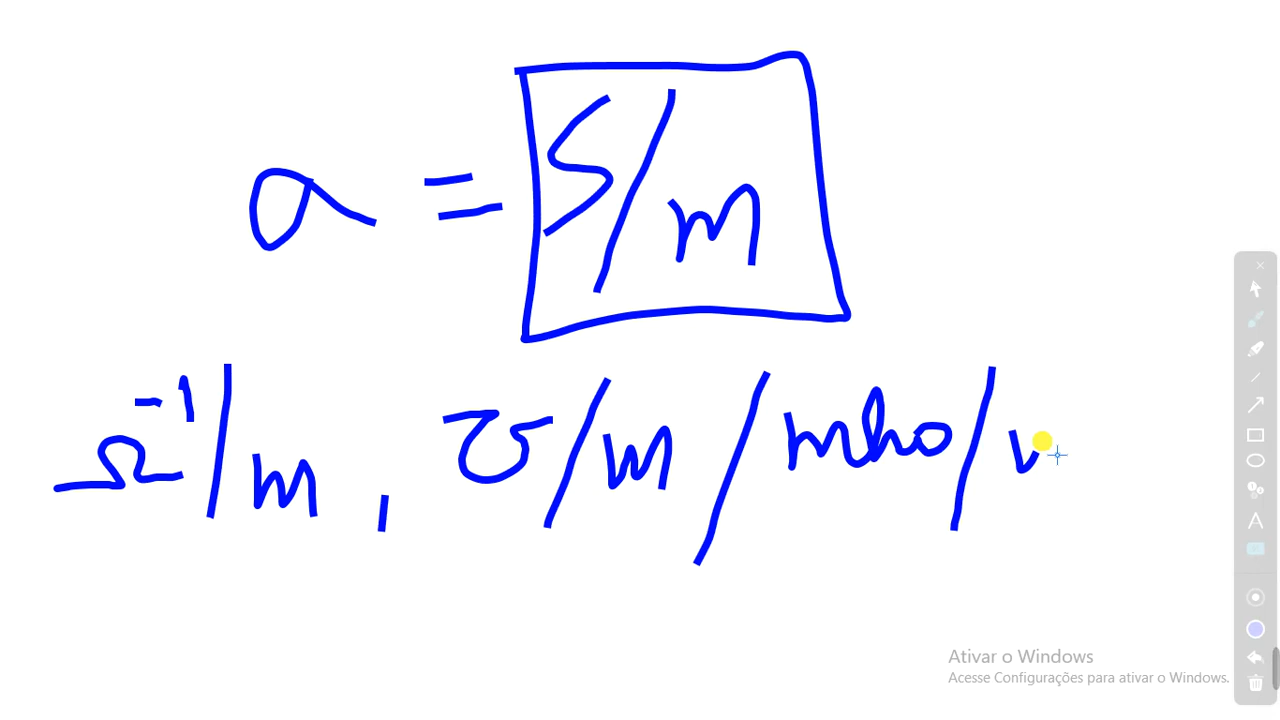 σ = S/m
Ω⁻¹/m , ℧/m / mho/
Ativar o Windows
Acesse Configurações para ativar o Windows.